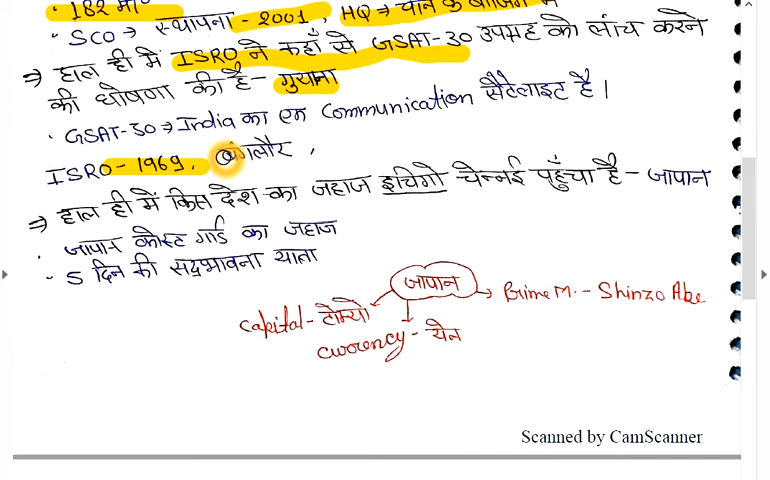 182 मी
· SCO → स्थापना - 2001, HQ → चीन के बीजिंग में
⇒ हाल ही में ISRO ने कहाँ से GSAT-30 उपग्रह को लांच करने
की घोषणा की है - गुयाना
· GSAT-30 ⇒ India का एक Communication सैटेलाइट है।
ISRO - 1969, बंगलौर,
⇒ हाल ही में किस देश का जहाज इचिगो चेन्नई पहुँचा है - जापान
· जापान कोस्ट गार्ड का जहाज
- 5 दिन की सद्भावना यात्रा
जापान
Prime M. - Shinzo Abe
Capital - टोक्यो
Currency - येन
Scanned by CamScanner